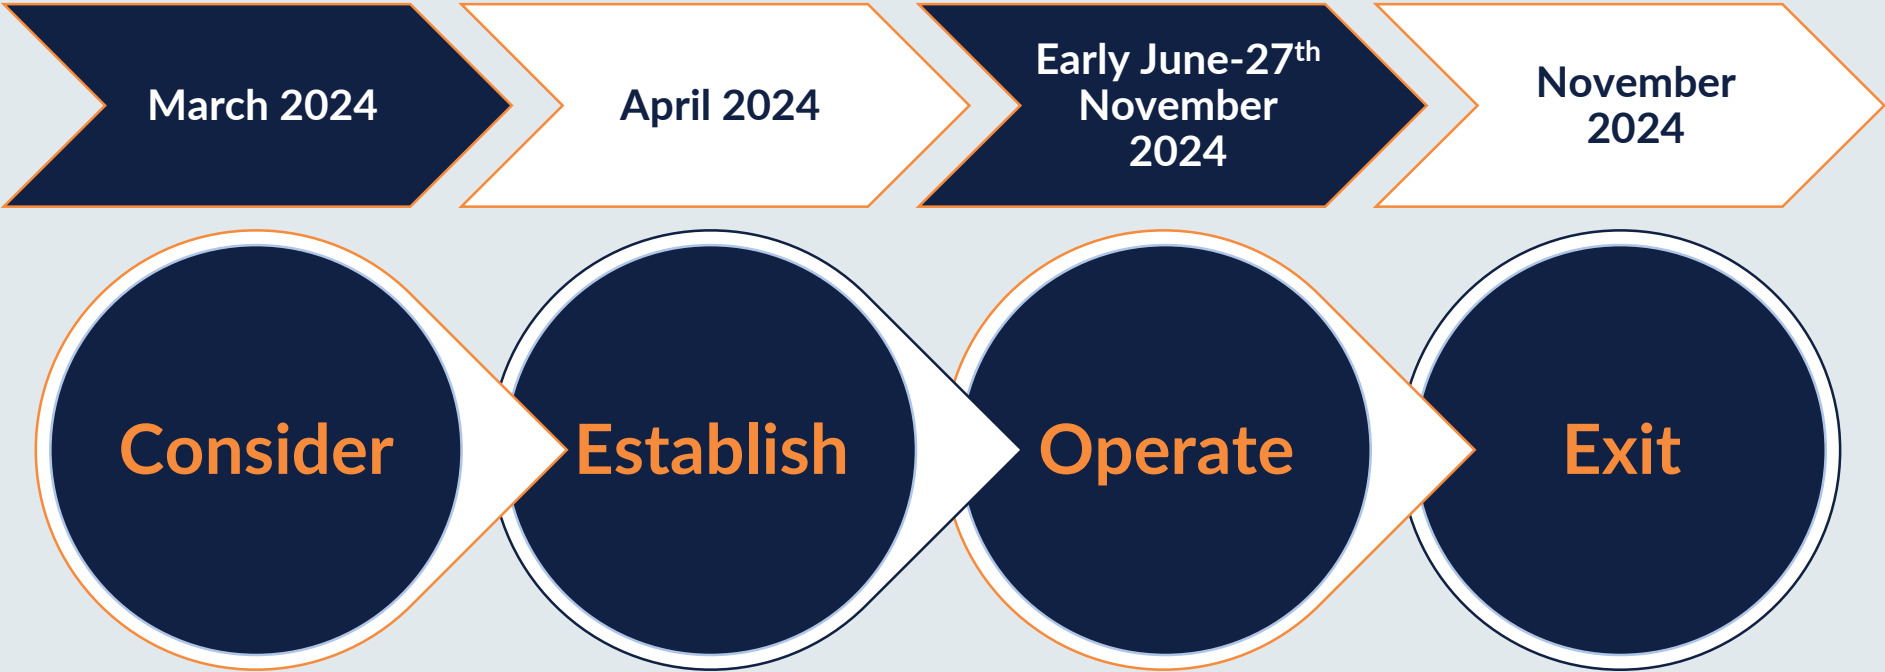 March 2024
April 2024
Early June-27th
November
2024
November
2024
Consider
Establish
Operate
Exit